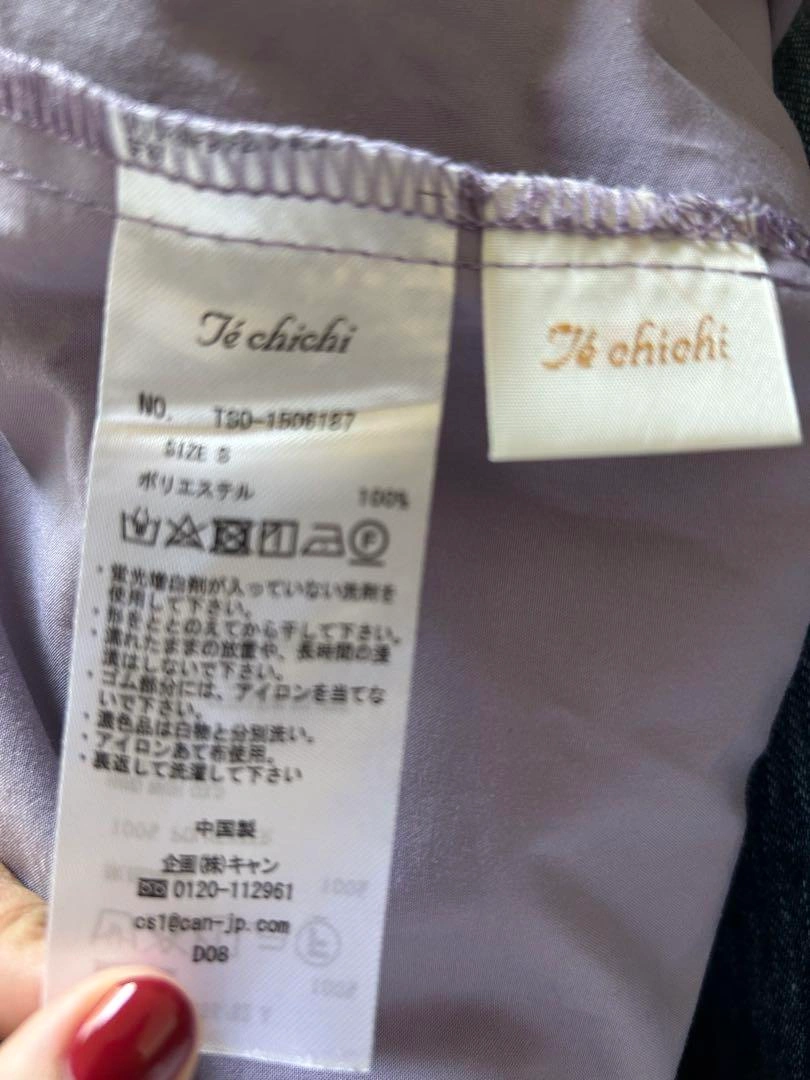 Té chichi
Té chichi
NO. TSO-1506187
SIZE S
ポリエステル 100%
F
・蛍光増白剤が入っていない洗剤を
使用して下さい。
・形をととのえてから干して下さい。
・濡れたままの放置や、長時間の浸
漬はしないで下さい。
・ゴム部分には、アイロンを当てな
いで下さい。
・濃色品は白物と分別洗い。
・アイロンあて布使用。
・裏返して洗濯して下さい
中国製
企画(株)キャン
0120-112961
cs1@can-jp.com
D08